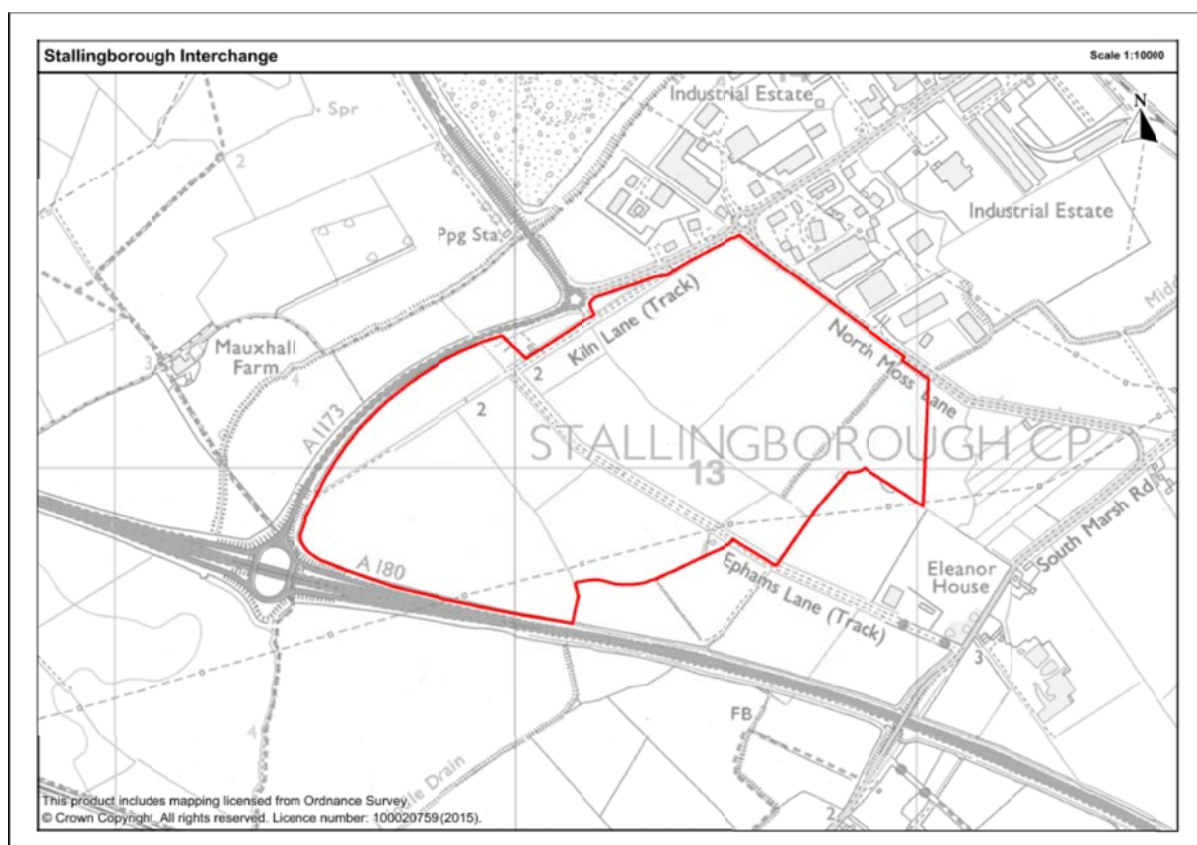 Stallingborough Interchange
Scale 1:10000
N
Industrial Estate
Spr
2
Ppg Sta
Industrial Estate
Kiln Lane (Track)
Mauxhall
Farm
3
4
2
North Moss Lane
2
A 1173
STALLINGBOROUGH CP
13
South Marsh Rd
A 180
Ephams Lane (Track)
Eleanor
House
3
4
FB
2
This product includes mapping licensed from Ordnance Survey.
© Crown Copyright. All rights reserved. Licence number: 100020759(2015).